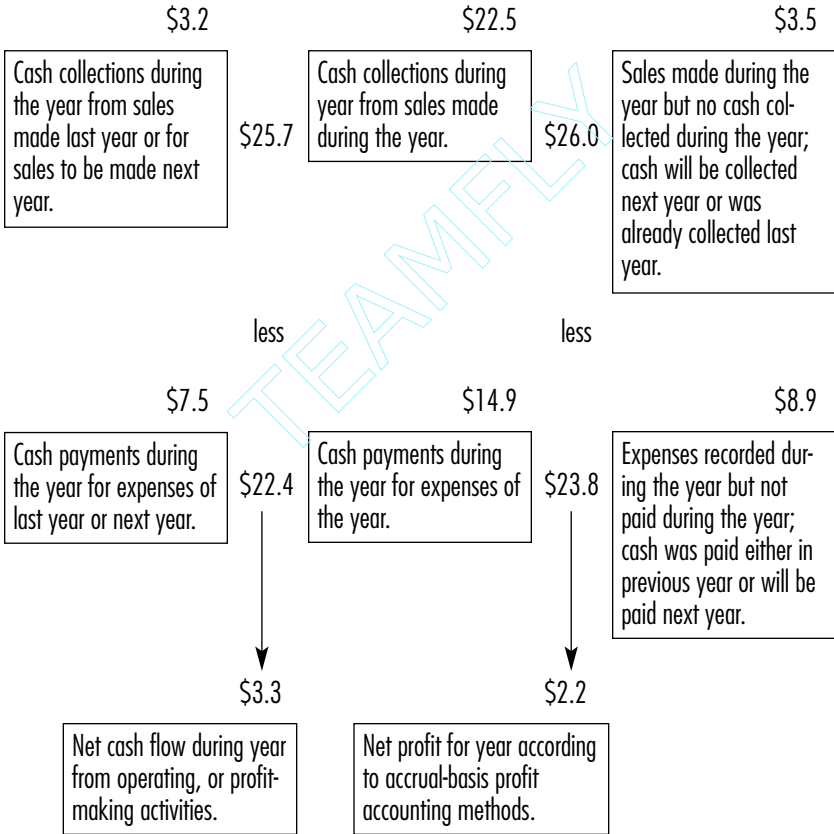 $3.2
$22.5
$3.5
Cash collections during
the year from sales
made last year or for
sales to be made next
year.
$25.7
Cash collections during
year from sales made
during the year.
$26.0
Sales made during the
year but no cash col-
lected during the year;
cash will be collected
next year or was
already collected last
year.
TEAMFLY
less
less
$7.5
$14.9
$8.9
Cash payments during
the year for expenses of
last year or next year.
$22.4
Cash payments during
the year for expenses of
the year.
$23.8
Expenses recorded dur-
ing the year but not
paid during the year;
cash was paid either in
previous year or will be
paid next year.
$3.3
$2.2
Net cash flow during year
from operating, or profit-
making activities.
Net profit for year according
to accrual-basis profit
accounting methods.